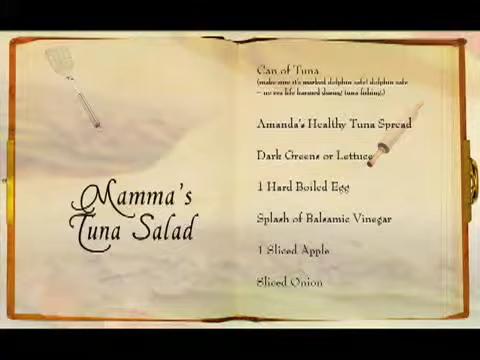 Mamma's
Tuna Salad
Can of Tuna
(make sure it's marked dolphin safe! dolphin safe
– no sea life harmed during tuna fishing)
Amanda's Healthy Tuna Spread
Dark Greens or Lettuce
1 Hard Boiled Egg
Splash of Balsamic Vinegar
1 Sliced Apple
Sliced Onion